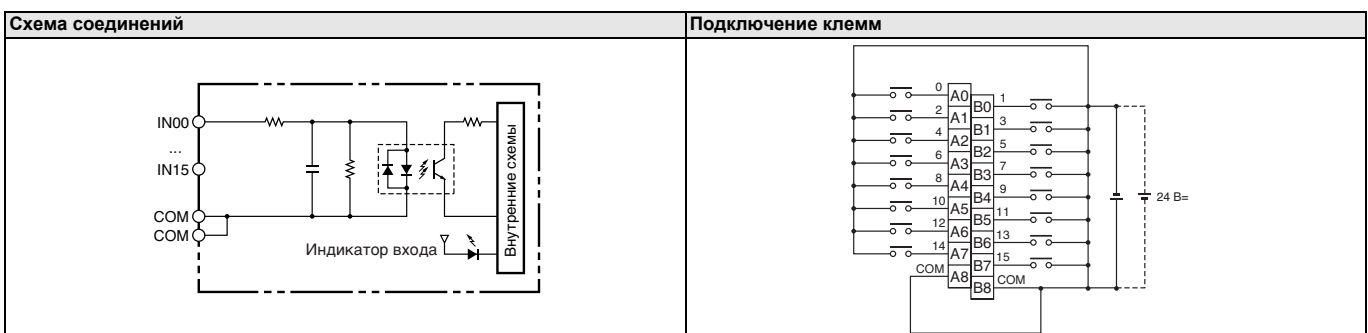 Схема соединений
Подключение клемм
IN00
...
IN15
COM
COM
Индикатор входа
Внутренние схемы
0 A0
B0 1
2 A1
B1 3
4 A2
B2 5
6 A3
B3 7
8 A4
B4 9
10 A5
B5 11
12 A6
B6 13
14 A7
B7 15
COM A8
B8 COM
24 В=